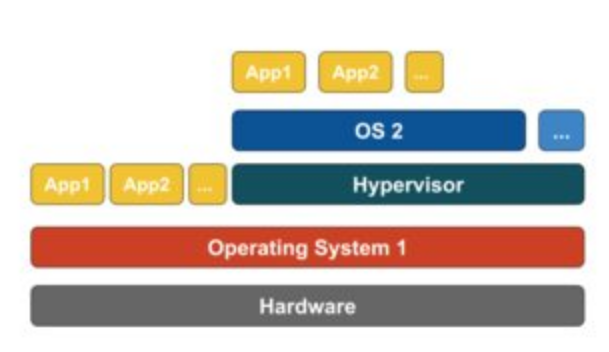 App1 App2 ...
OS 2 ...
App1 App2 ... Hypervisor
Operating System 1
Hardware